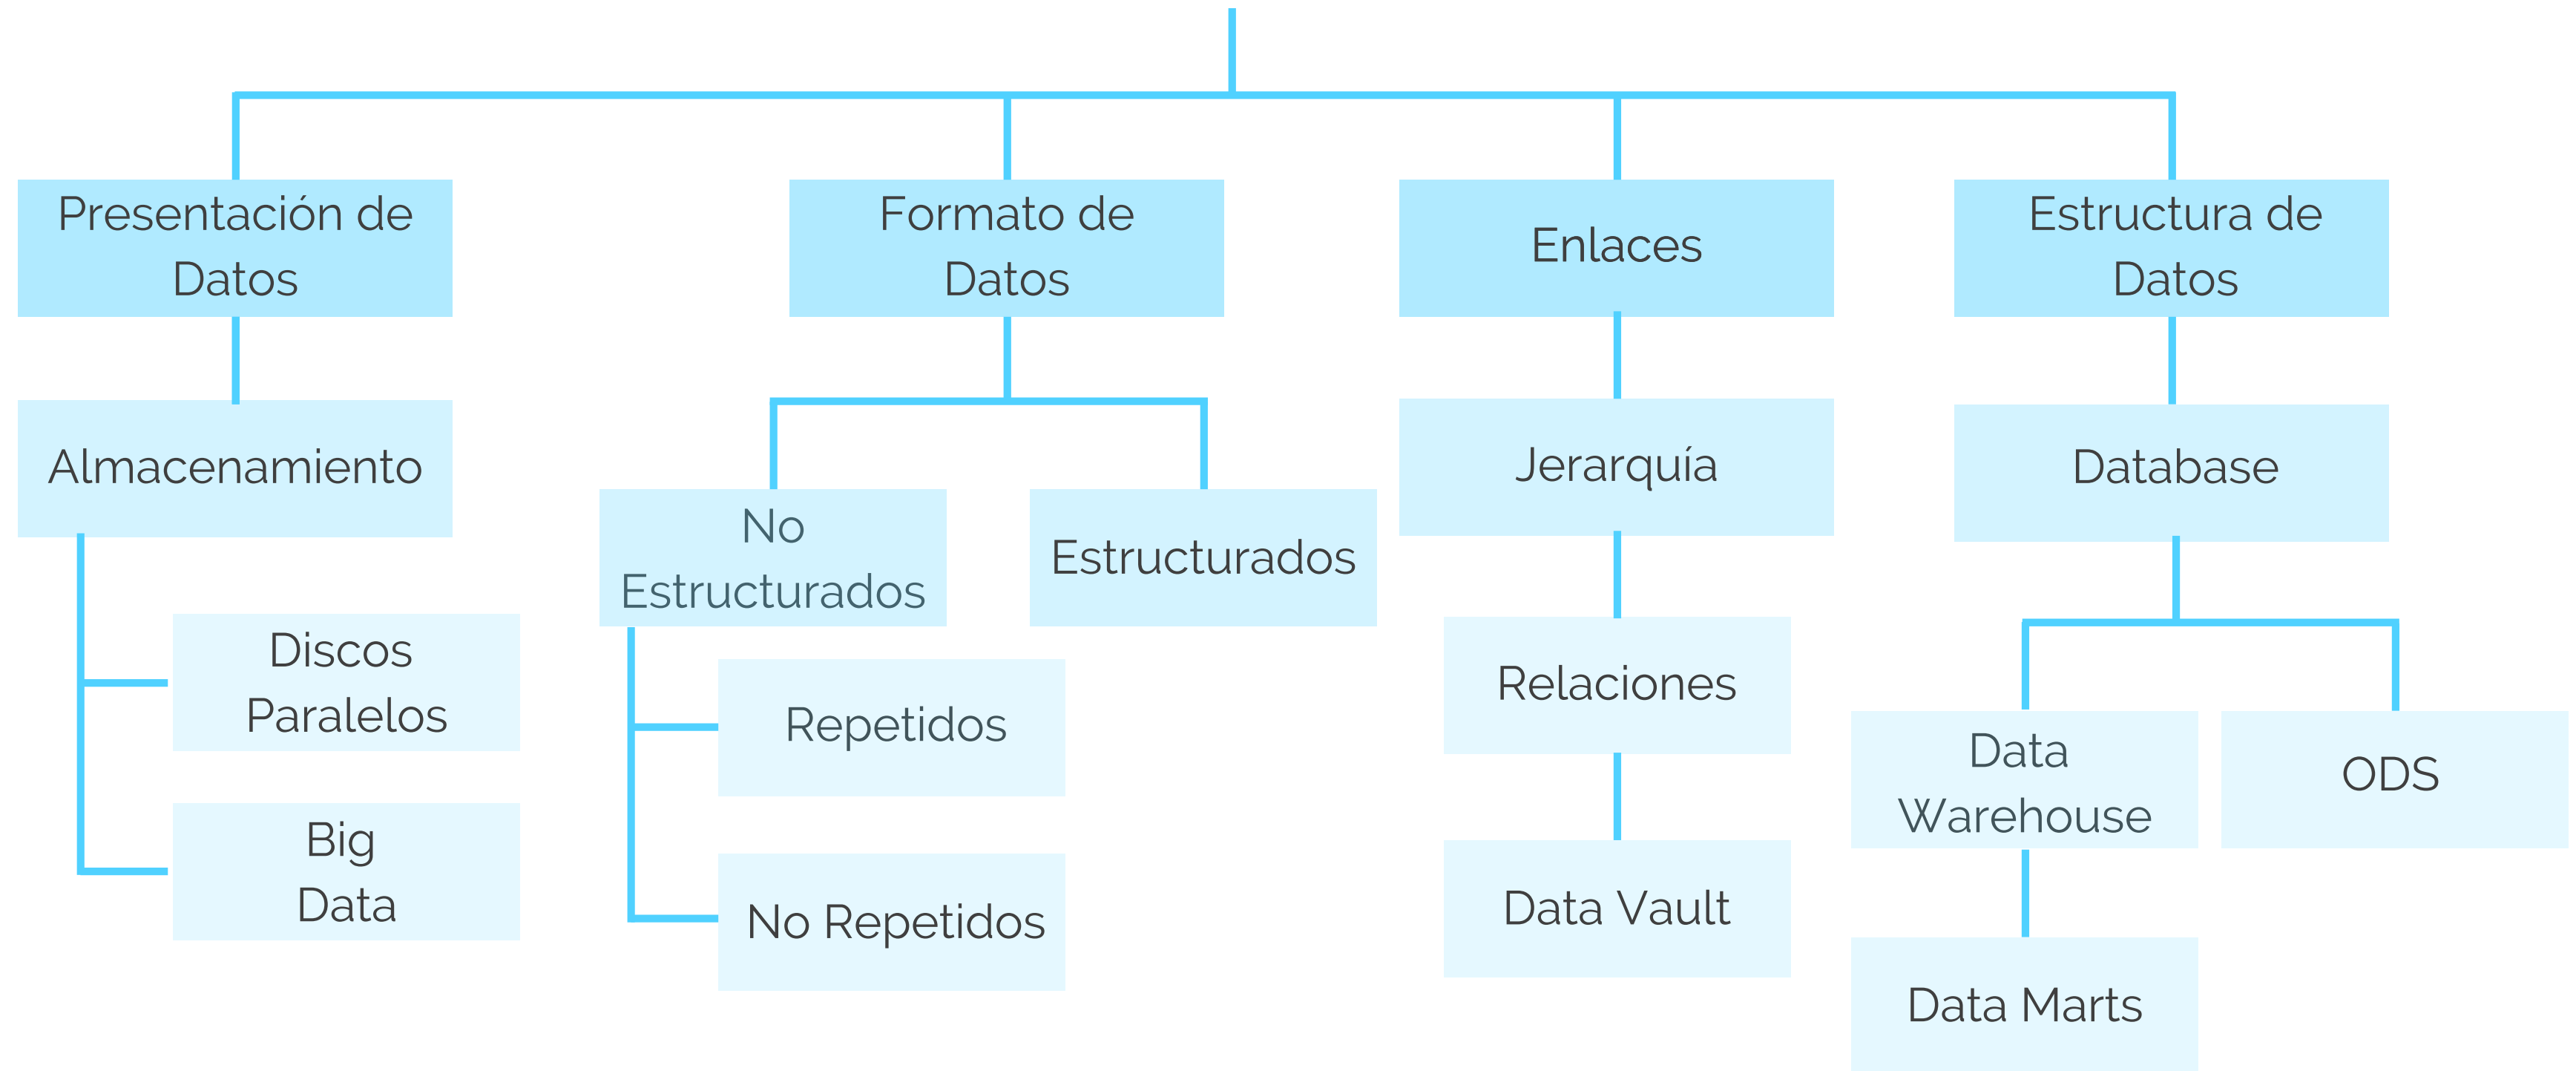 Presentación de
Datos
Formato de
Datos
Enlaces
Estructura de
Datos
Almacenamiento
Jerarquía
Database
No
Estructurados
Estructurados
Discos
Paralelos
Repetidos
Relaciones
Data
Warehouse
ODS
Big
Data
No Repetidos
Data Vault
Data Marts